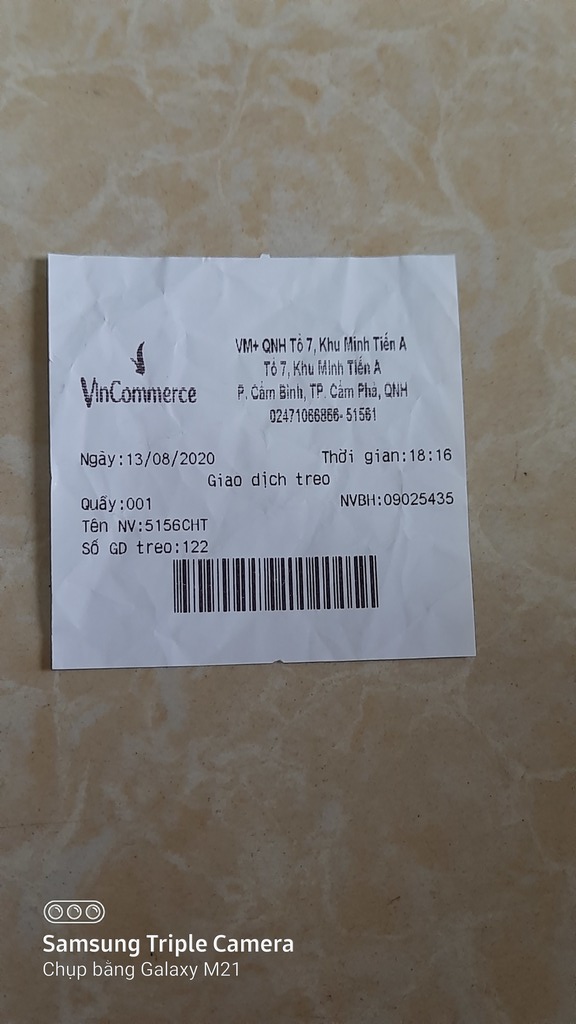 VM+ QNH Tổ 7, Khu Minh Tiến A
Tổ 7, Khu Minh Tiến A
P. Cẩm Bình, TP. Cẩm Phả, QNH
02471066866-51561
VinCommerce
Ngày:13/08/2020 Thời gian:18:16
Giao dịch treo
Quầy:001 NVBH:09025435
Tên NV:5156CHT
Số GD treo:122
Samsung Triple Camera
Chụp bằng Galaxy M21